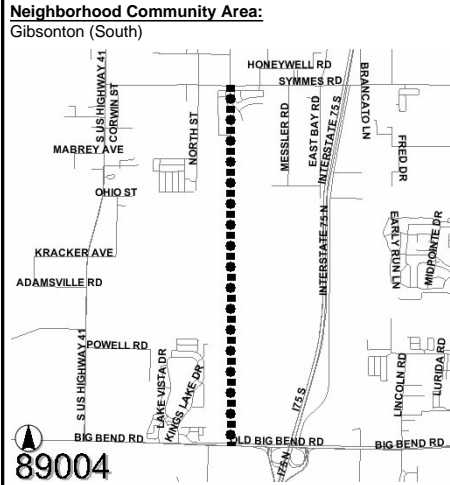 Neighborhood Community Area:
Gibsonton (South)
HONEYWELL RD
SYMMES RD
S US HIGHWAY 41
CORWIN ST
NORTH ST
MESSLER RD
EAST BAY RD
INTERSTATE 75 S
BRANCATO LN
FRED DR
MABREY AVE
OHIO ST
KRACKER AVE
ADAMSVILLE RD
INTERSTATE 75 N
EARLY RUN LN
MIDPOINTE DR
POWELL RD
S US HIGHWAY 41
LAKE VISTA DR
KINGS LAKE DR
I75 S
LINCOLN RD
LURIDA RD
BIG BEND RD
OLD BIG BEND RD
BIG BEND RD
I75 N
89004